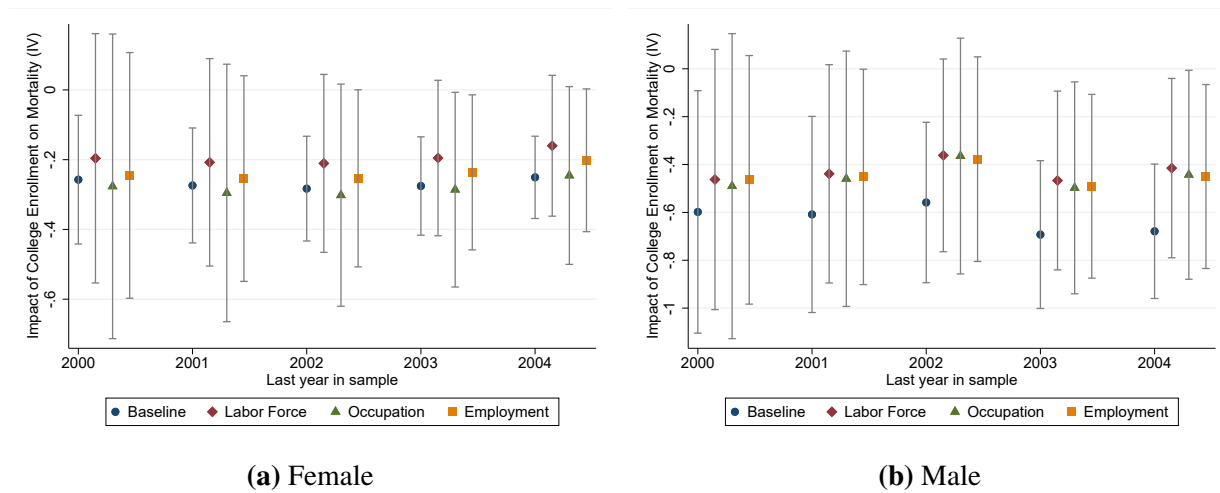 Impact of College Enrollment on Mortality (IV)
0
-.2
-.4
-.6
2000 2001 2002 2003 2004
Last year in sample
Baseline Labor Force Occupation Employment
(a) Female
Impact of College Enrollment on Mortality (IV)
0
-.2
-.4
-.6
-.8
-1
2000 2001 2002 2003 2004
Last year in sample
Baseline Labor Force Occupation Employment
(b) Male